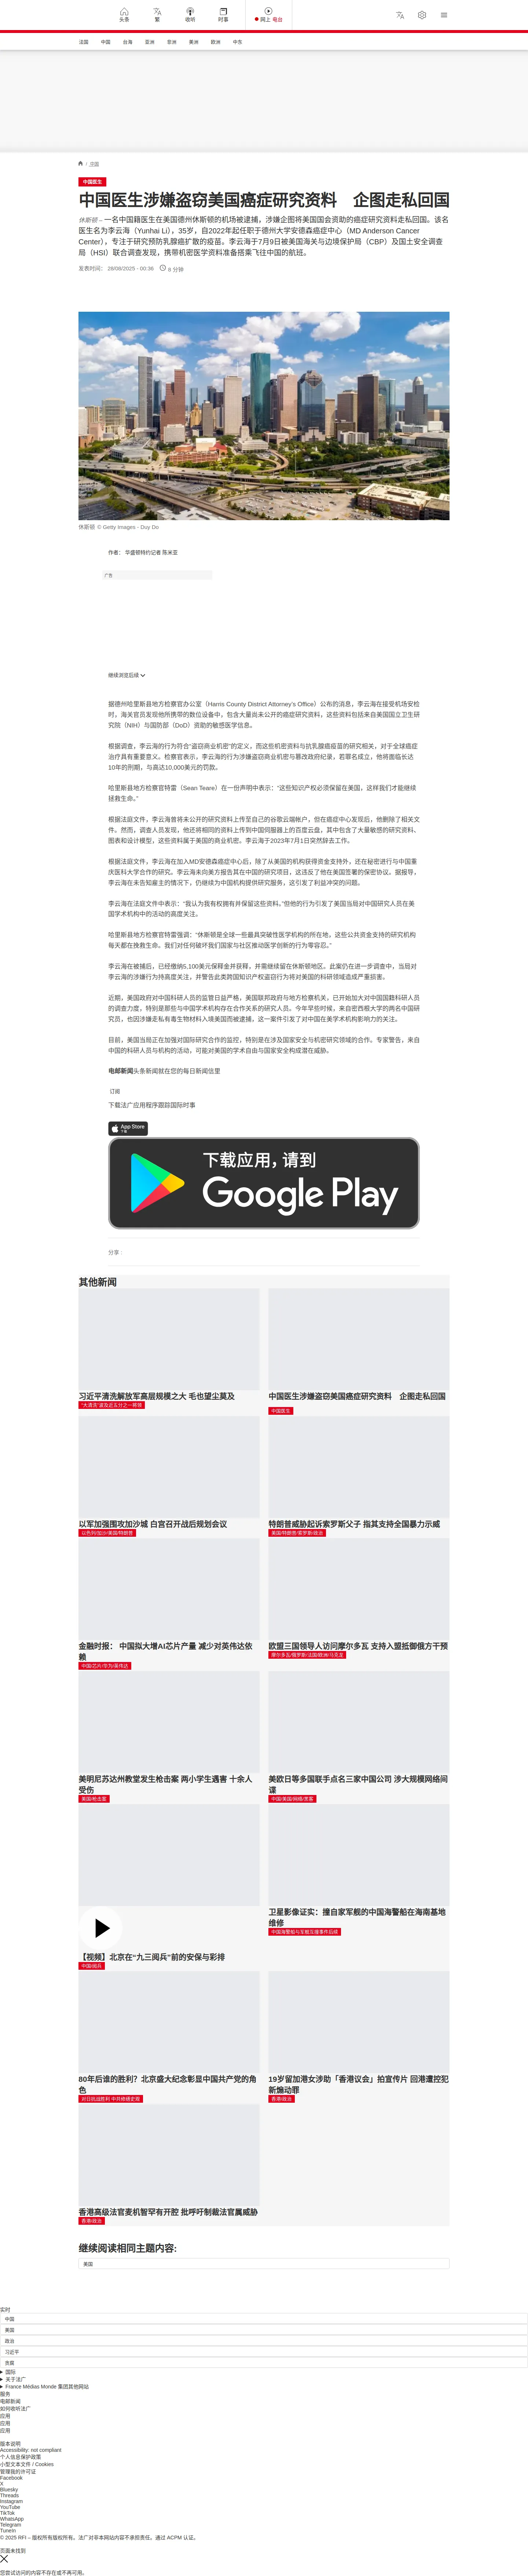 头条
繁
收听
时事
网上 电台
法国
中国
台海
亚洲
非洲
美洲
欧洲
中东
/ 中国
中国医生
中国医生涉嫌盗窃美国癌症研究资料　企图走私回国
休斯顿 – 一名中国籍医生在美国德州休斯顿的机场被逮捕，涉嫌企图将美国国会资助的癌症研究资料走私回国。该名
医生名为李云海（Yunhai Li），35岁，自2022年起任职于德州大学安德森癌症中心（MD Anderson Cancer
Center），专注于研究预防乳腺癌扩散的疫苗。李云海于7月9日被美国海关与边境保护局（CBP）及国土安全调查
局（HSI）联合调查发现，携带机密医学资料准备搭乘飞往中国的航班。
发表时间： 28/08/2025 - 00:36
6 分钟
休斯顿 © Getty Images - Duy Do
作者： 华盛顿特约记者 陈米亚
广告
继续浏览后续
据德州哈里斯县地方检察官办公室（Harris County District Attorney's Office）公布的消息，李云海在接受机场安检
时，海关官员发现他所携带的数位设备中，包含大量尚未公开的癌症研究资料，这些资料包括来自美国国立卫生研
究院（NIH）与国防部（DoD）资助的敏感医学信息。
根据调查，李云海的行为符合“盗窃商业机密”的定义，而这些机密资料与抗乳腺癌疫苗的研究相关，对于全球癌症
治疗具有重要意义。检察官表示，李云海的行为涉嫌盗窃商业机密与篡改政府纪录，若罪名成立，他将面临长达
10年的刑期，与高达10,000美元的罚款。
哈里斯县地方检察官特雷（Sean Teare）在一份声明中表示：“这些知识产权必须保留在美国，这样我们才能继续
拯救生命。”
根据法庭文件，李云海曾将未公开的研究资料上传至自己的谷歌云端帐户，但在癌症中心发现后，他删除了相关文
件。然而，调查人员发现，他还将相同的资料上传到中国伺服器上的百度云盘，其中包含了大量敏感的研究资料、
图表和设计模型，这些资料属于美国的商业机密。李云海于2023年7月1日突然辞去工作。
根据法庭文件，李云海在加入MD安德森癌症中心后，除了从美国的机构获得资金支持外，还在秘密进行与中国重
庆医科大学合作的研究。李云海未向美方报告其在中国的研究项目，这违反了他在美国签署的保密协议。据报导，
李云海在未告知雇主的情况下，仍继续为中国机构提供研究服务，这引发了利益冲突的问题。
李云海在法庭文件中表示：“我认为我有权拥有并保留这些资料。”但他的行为引发了美国当局对中国研究人员在美
国学术机构中的活动的高度关注。
哈里斯县地方检察官特雷强调：“休斯顿是全球一些最具突破性医学机构的所在地，这些公共资金支持的研究机构
每天都在挽救生命。我们对任何破坏我们国家与社区推动医学创新的行为零容忍。”
李云海在被捕后，已经缴纳5,100美元保释金并获释，并需继续留在休斯顿地区。此案仍在进一步调查中，当局对
李云海的涉嫌行为持高度关注，并警告此类跨国知识产权盗窃行为将对美国的科研领域造成严重损害。
近期，美国政府对中国科研人员的监管日益严格，美国联邦政府与地方检察机关，已开始加大对中国国籍科研人员
的调查力度，特别是那些与中国学术机构存在合作关系的研究人员。今年早些时候，来自密西根大学的两名中国研
究员，也因涉嫌走私有毒生物材料入境美国而被逮捕，这一案件引发了对中国在美学术机构影响力的关注。
目前，美国当局正在加强对国际研究合作的监控，特别是在涉及国家安全与机密研究领域的合作。专家警告，来自
中国的科研人员与机构的活动，可能对美国的学术自由与国家安全构成潜在威胁。
电邮新闻头条新闻就在您的每日新闻信里
订阅
下载法广应用程序跟踪国际时事
App Store
下载
下载应用，请到
Google Play
分享 :
其他新闻
习近平清洗解放军高层规模之大 毛也望尘莫及
“大清洗”波及近五分之一将领
中国医生涉嫌盗窃美国癌症研究资料　企图走私回国
中国医生
以军加强围攻加沙城 白宫召开战后规划会议
以色列/加沙/美国/特朗普
特朗普威胁起诉索罗斯父子 指其支持全国暴力示威
美国/特朗普/索罗斯/政治
金融时报： 中国拟大增AI芯片产量 减少对英伟达依
赖
中国/芯片/华为/英伟达
欧盟三国领导人访问摩尔多瓦 支持入盟抵御俄方干预
摩尔多瓦/俄罗斯/法国/欧洲/马克龙
美明尼苏达州教堂发生枪击案 两小学生遇害 十余人
受伤
美国/枪击案
美欧日等多国联手点名三家中国公司 涉大规模网络间
谍
中国/美国/网络/黑客
【视频】北京在“九三阅兵”前的安保与彩排
中国/阅兵
卫星影像证实：撞自家军舰的中国海警船在海南基地
维修
中国海警船与军舰互撞事件后续
80年后谁的胜利？北京盛大纪念彰显中国共产党的角
色
对日抗战胜利 中共抢镜史观
19岁留加港女涉助「香港议会」拍宣传片 回港遭控犯
新煽动罪
香港/政治
香港高级法官麦机智罕有开腔 批呼吁制裁法官属威胁
香港/政治
继续阅读相同主题内容:
美国
实时
中国
美国
政治
习近平
贪腐
国际
关于法广
France Médias Monde 集团其他网站
服务
电邮新闻
如何收听法广
应用
应用
应用
版本说明
Accessibility: not compliant
个人信息保护政策
小型文本文件 / Cookies
管理我的许可证
Facebook
X
Bluesky
Threads
Instagram
YouTube
TikTok
WhatsApp
Telegram
TuneIn
© 2025 RFI – 版权所有版权所有。法广对非本网站内容不承担责任。通过 ACPM 认证。
页面未找到
您尝试访问的内容不存在或不再可用。